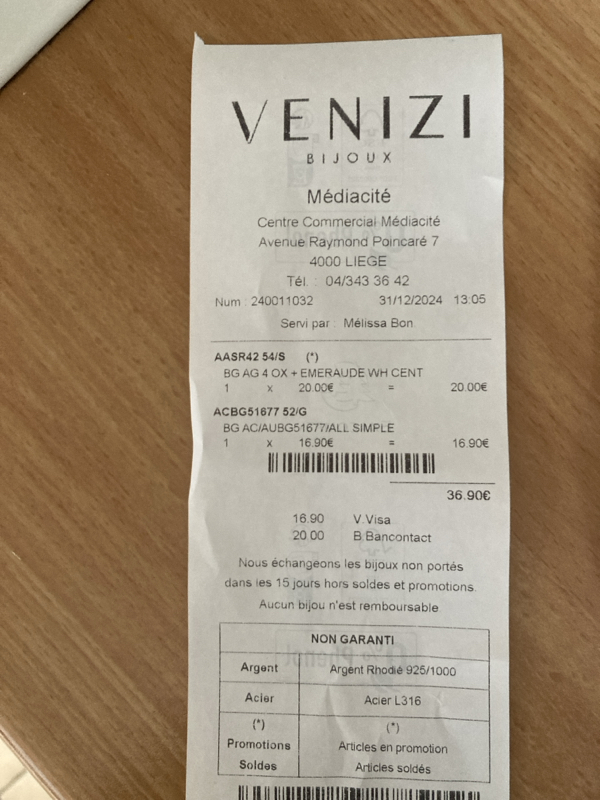 VENIZI
BIJOUX
Médiacité
Centre Commercial Médiacité
Avenue Raymond Poincaré 7
4000 LIEGE
Tél. : 04/343 36 42
Num : 240011032 31/12/2024 13:05
Servi par : Mélissa Bon
AASR42 54/S (*)
BG AG 4 OX + EMERAUDE WH CENT
1 x 20.00€ = 20.00€
ACBG51677 52/G
BG AC/AUBG51677/ALL SIMPLE
1 x 16.90€ = 16.90€
36.90€
16.90 V.Visa
20.00 B.Bancontact
Nous échangeons les bijoux non portés
dans les 15 jours hors soldes et promotions.
Aucun bijou n'est remboursable.
NON GARANTI
Argent Argent Rhodié 925/1000
Acier Acier L316
(*) (*)
Promotions Articles en promotion
Soldes Articles soldés